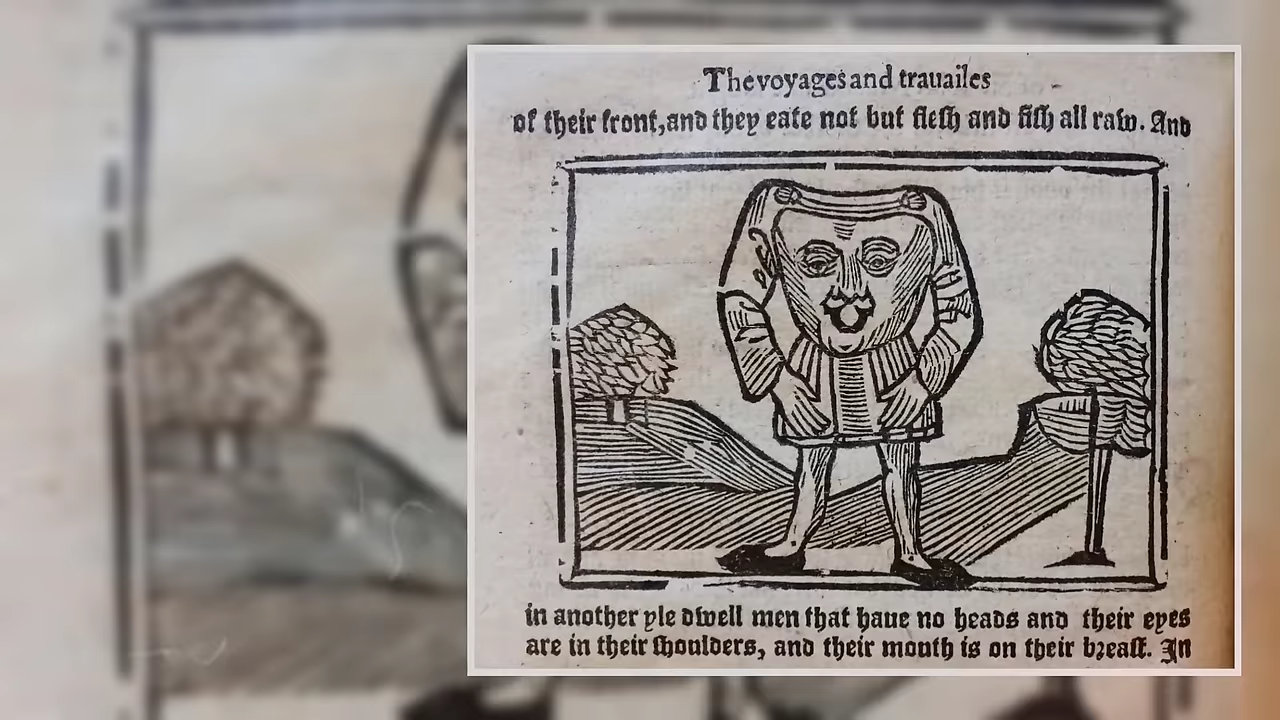 The voyages and trauailes
of their front, and they eate not but flesh and fish all raw. And
in another yle dwell men that haue no heads and their eyes
are in their shoulders, and their mouth is on their breast. In